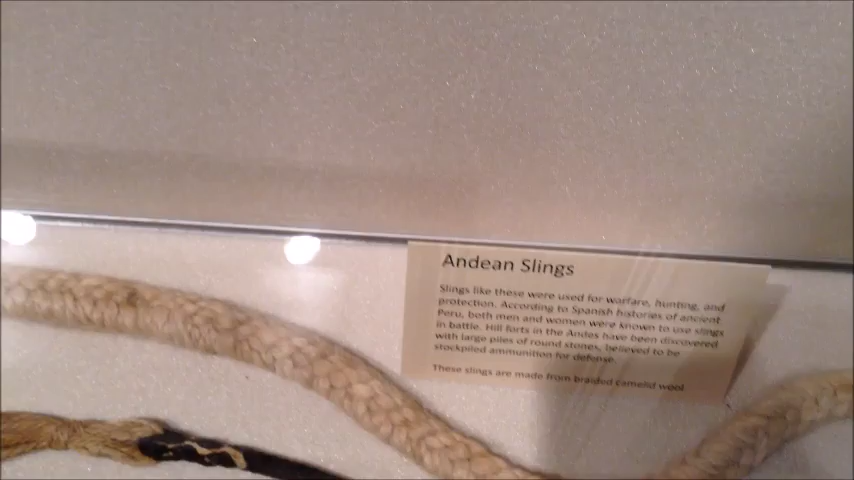 Andean Slings
Slings like these were used for warfare, hunting, and
protection. According to Spanish histories of ancient
Peru, both men and women were known to use slings
in battle. Hill forts in the Andes have been discovered
with large piles of round stones, believed to be
stockpiled ammunition for defense.
These slings are made from braided camelid wool